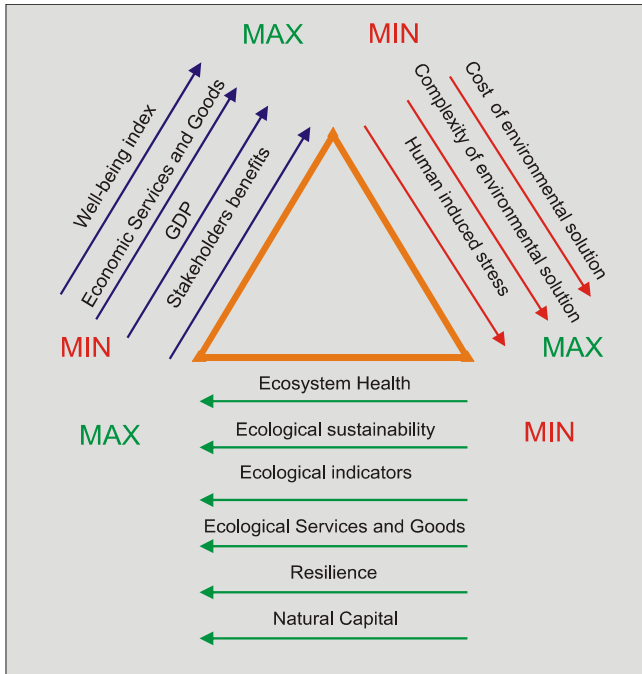 MAX
MIN
Well-being index
Economic Services and Goods
GDP
Stakeholders benefits
Cost of environmental solution
Complexity of environmental solution
Human induced stress
MIN
MAX
Ecosystem Health
MAX
Ecological sustainability
MIN
Ecological indicators
Ecological Services and Goods
Resilience
Natural Capital